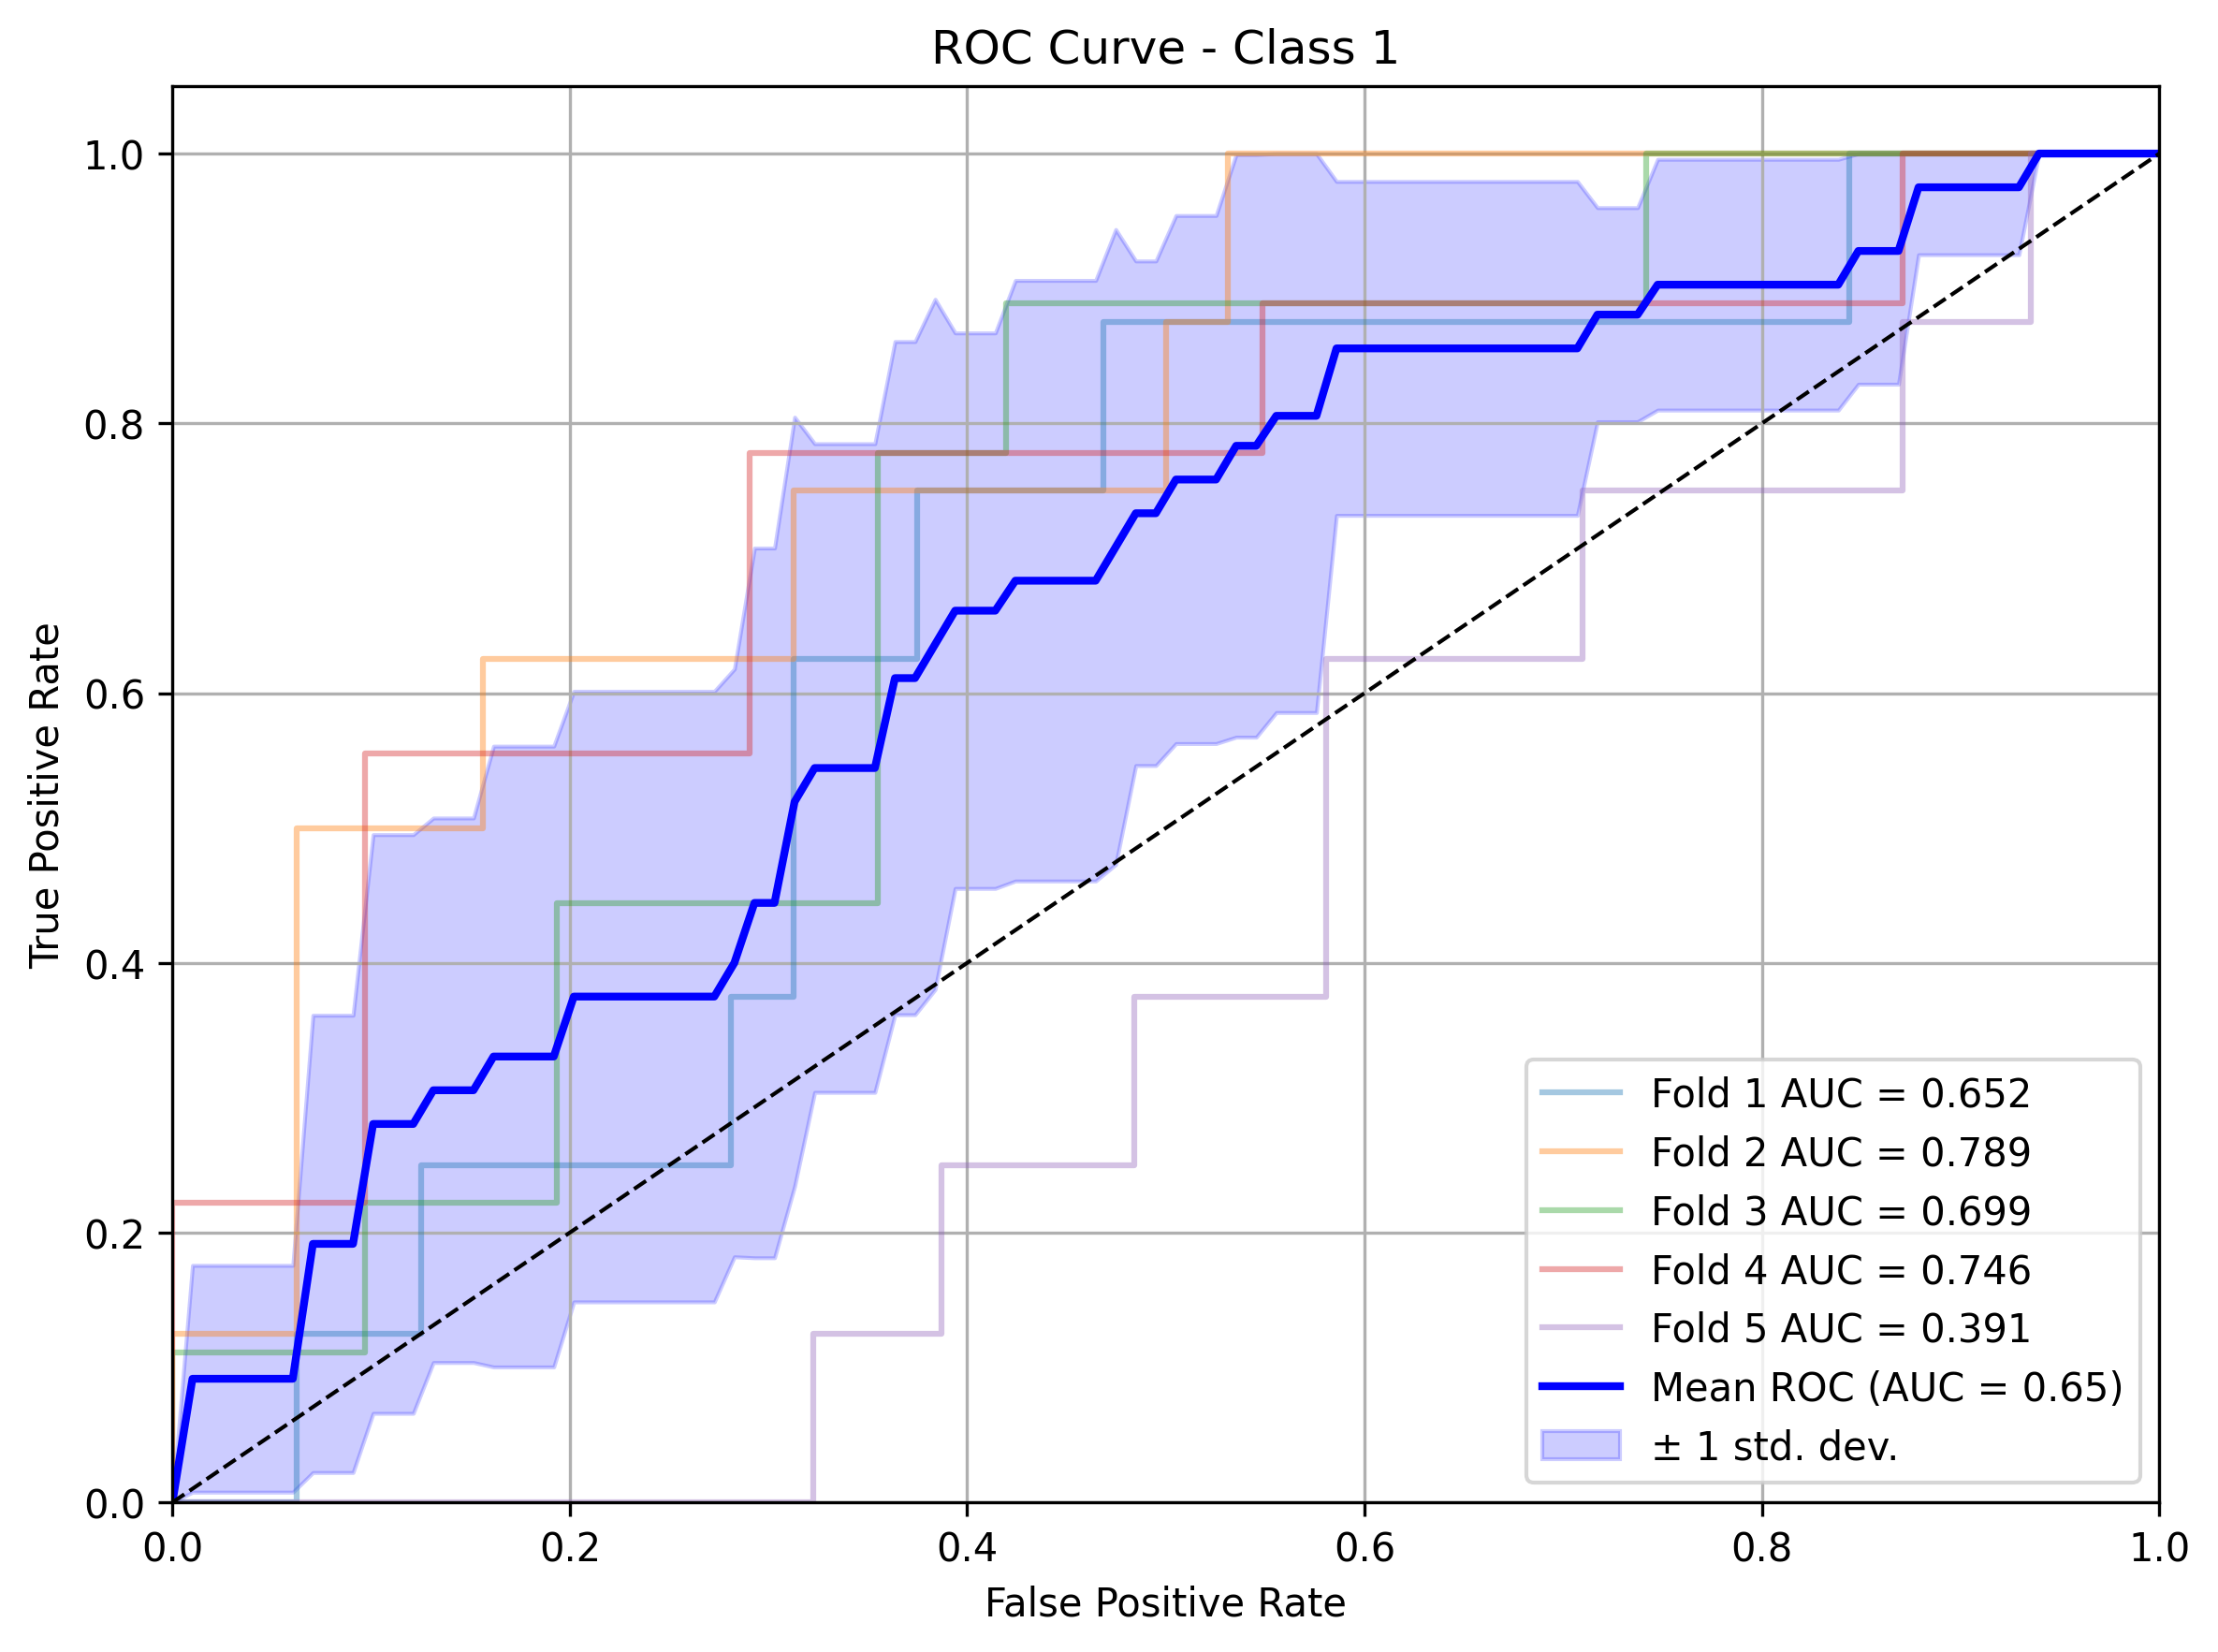 ROC Curve - Class 1
True Positive Rate
1.0
0.8
0.6
0.4
0.2
0.0
0.0 0.2 0.4 0.6 0.8 1.0
False Positive Rate
Fold 1 AUC = 0.652
Fold 2 AUC = 0.789
Fold 3 AUC = 0.699
Fold 4 AUC = 0.746
Fold 5 AUC = 0.391
Mean ROC (AUC = 0.65)
± 1 std. dev.